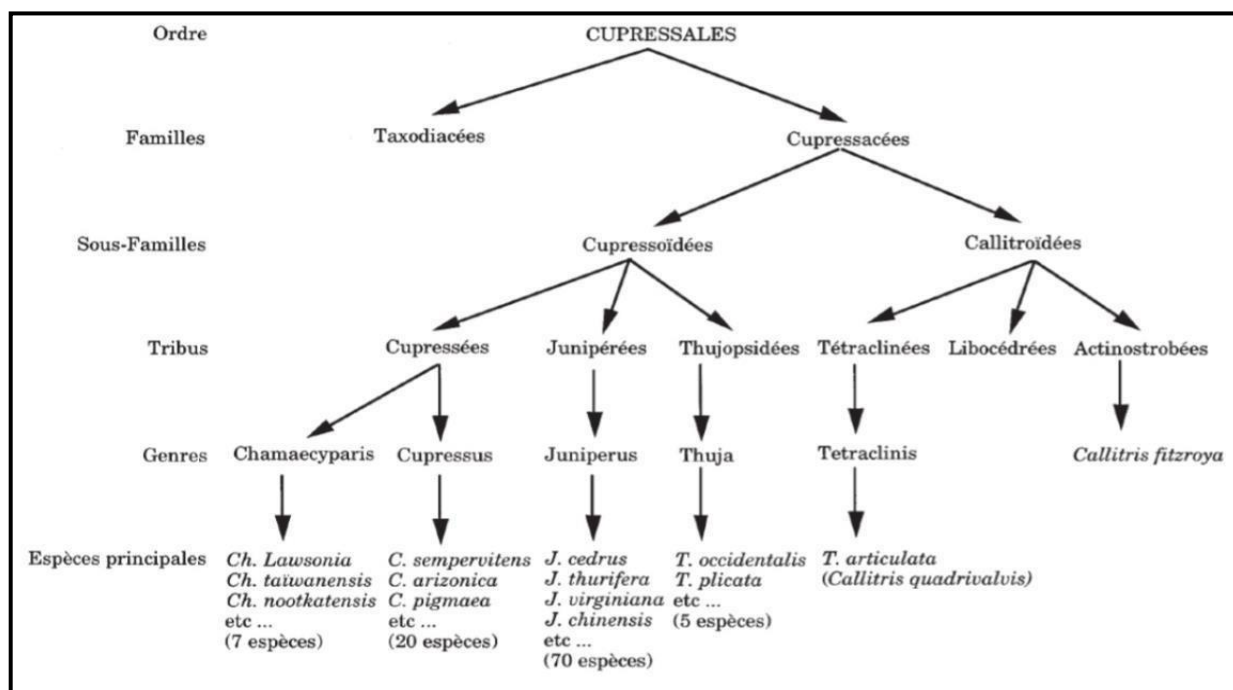 Ordre CUPRESSALES
Familles Taxodiacées Cupressacées
Sous-Familles Cupressoïdées Callitroïdées
Tribus Cupressées Junipérées Thujopsidées Tétraclinées Libocédrées Actinostrobées
Genres Chamaecyparis Cupressus Juniperus Thuja Tetraclinis Callitris fitzroya
Espèces principales Ch. Lawsonia C. sempervitens J. cedrus T. occidentalis T. articulata
Ch. taïwanensis C. arizonica J. thurifera T. plicata (Callitris quadrivalvis)
Ch. nootkatensis C. pigmaea J. virginiana etc ...
etc ... etc ... J. chinensis (5 espèces)
(7 espèces) (20 espèces) etc ...
(70 espèces)